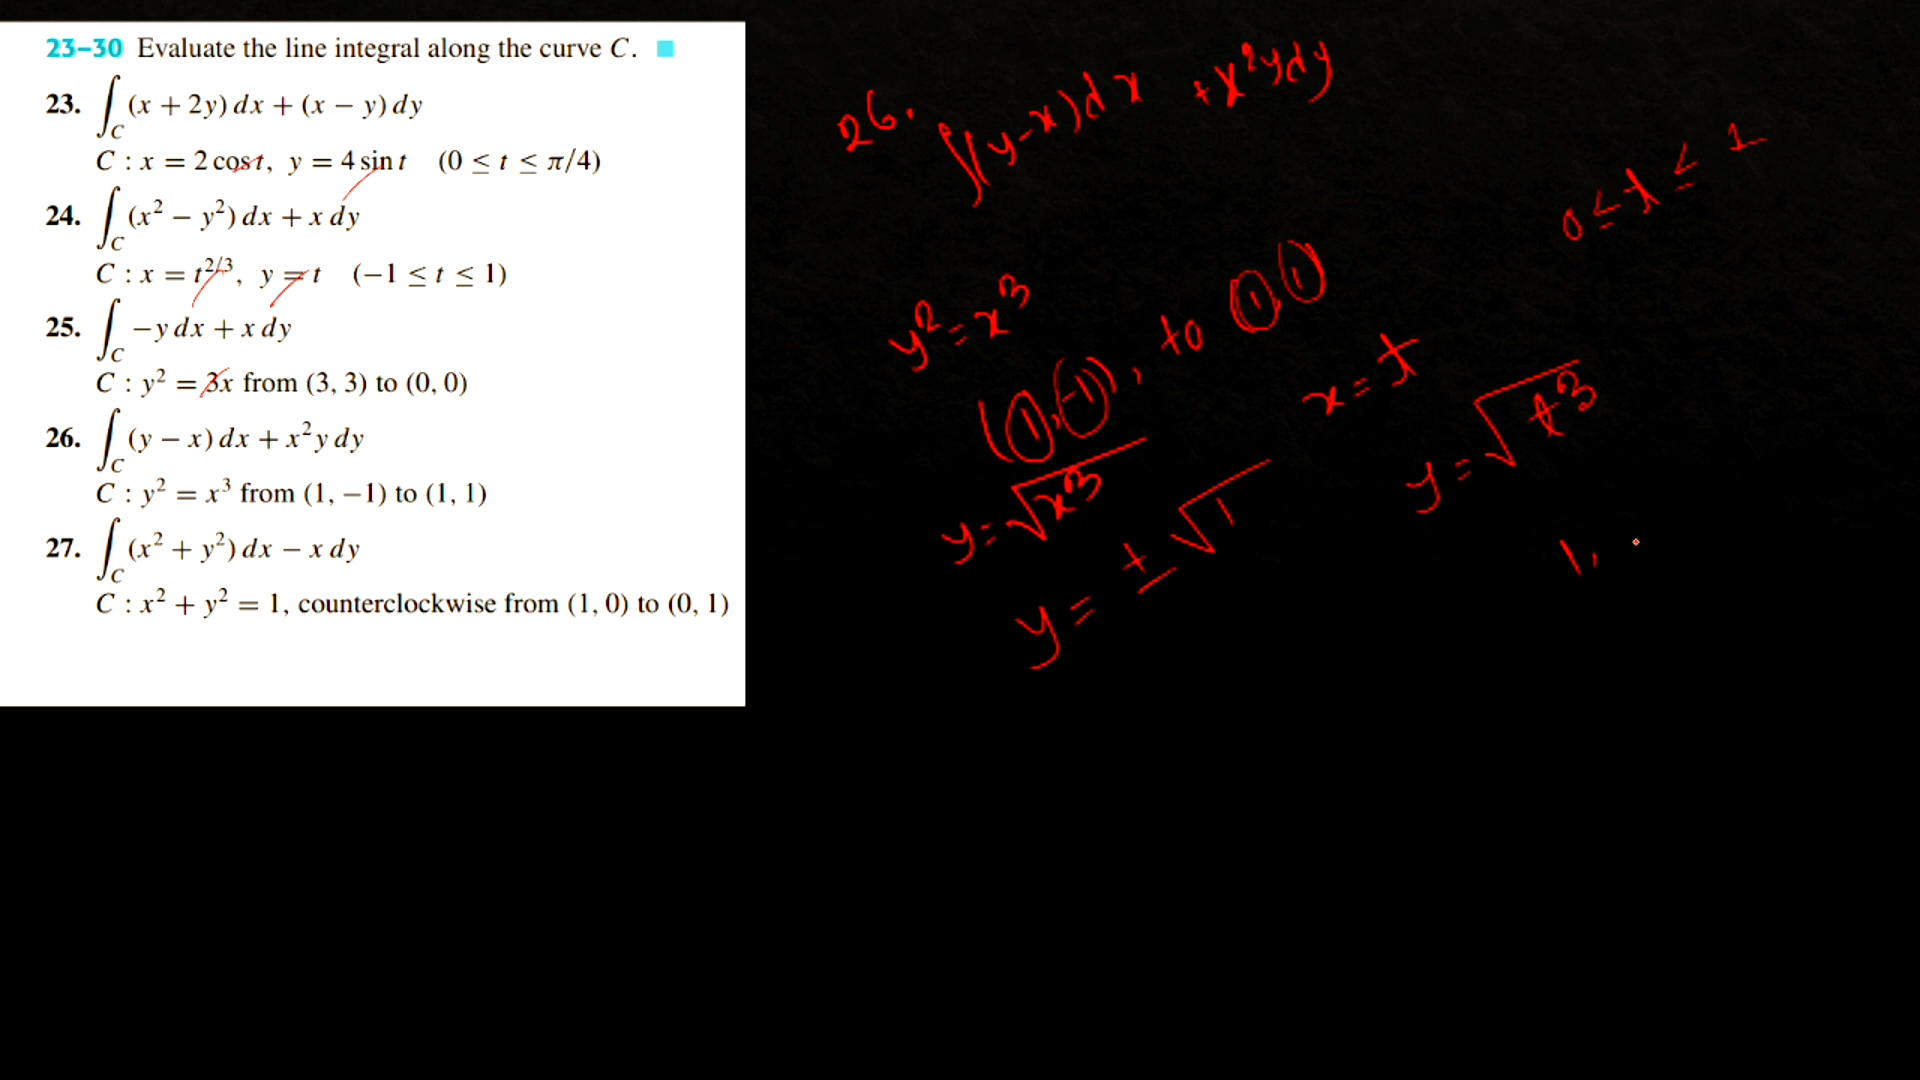 23–30 Evaluate the line integral along the curve C.
23. ∫_C (x + 2y) dx + (x − y) dy
C : x = 2 cos t, y = 4 sin t (0 ≤ t ≤ π/4)
24. ∫_C (x² − y²) dx + x dy
C : x = t^{2/3}, y = t (−1 ≤ t ≤ 1)
25. ∫_C −y dx + x dy
C : y² = 3x from (3, 3) to (0, 0)
26. ∫_C (y − x) dx + x²y dy
C : y² = x³ from (1, −1) to (1, 1)
27. ∫_C (x² + y²) dx − x dy
C : x² + y² = 1, counterclockwise from (1, 0) to (0, 1)
26. ∫(y-x)dx + x²ydy
0 ≤ t ≤ 1
y² = x³
(1,-1), to (1,1)
x = t
y = √x³
y = √t³
y = ±√1
1,